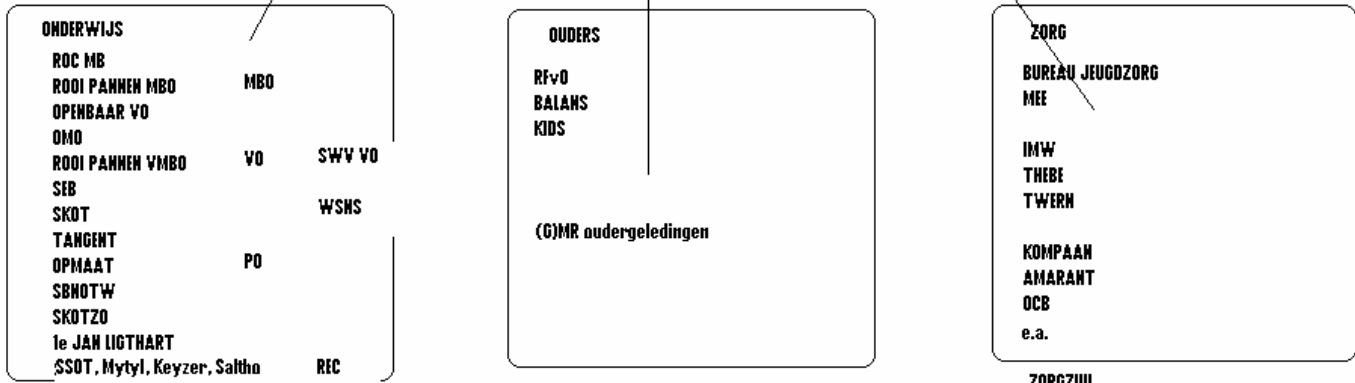 ONDERWIJS
ROC MB
ROOI PANNEN MBO MBO
OPENBAAR VO
OMO
ROOI PANNEN VMBO VO SWV VO
SEB
SKOT WSNS
TANGENT
OPMAAT PO
SBNOTW
SKOTZO
1e JAN LIGTHART
SSOT, Mytyl, Keyzer, Saltho REC
OUDERS
RFvO
BALANS
KIDS
(G)MR oudergeledingen
ZORG
BUREAU JEUGDZORG
MEE
IMW
THEBE
TWERN
KOMPAAN
AMARANT
OCB
e.a.